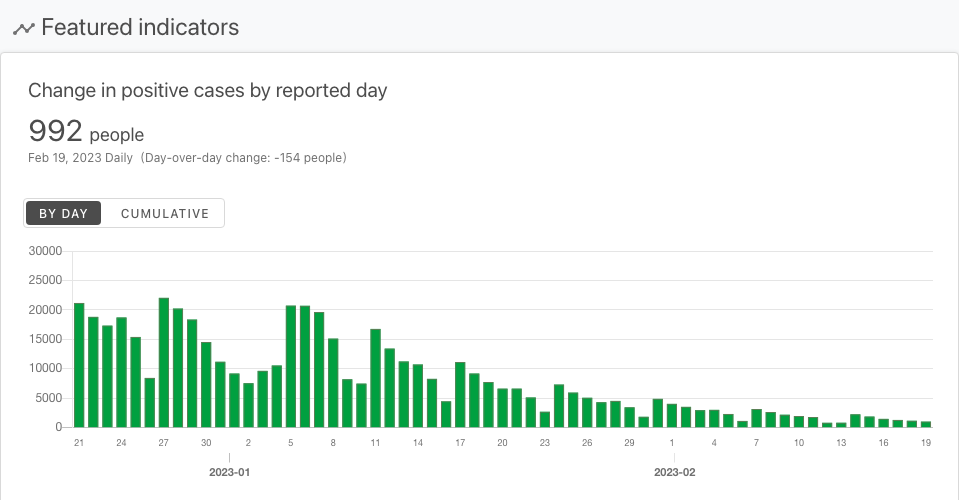 Featured indicators
Change in positive cases by reported day
992 people
Feb 19, 2023 Daily (Day-over-day change: -154 people)
BY DAY CUMULATIVE
30000
25000
20000
15000
10000
5000
0
21 24 27 30 2 5 8 11 14 17 20 23 26 29 1 4 7 10 13 16 19
2023-01 2023-02